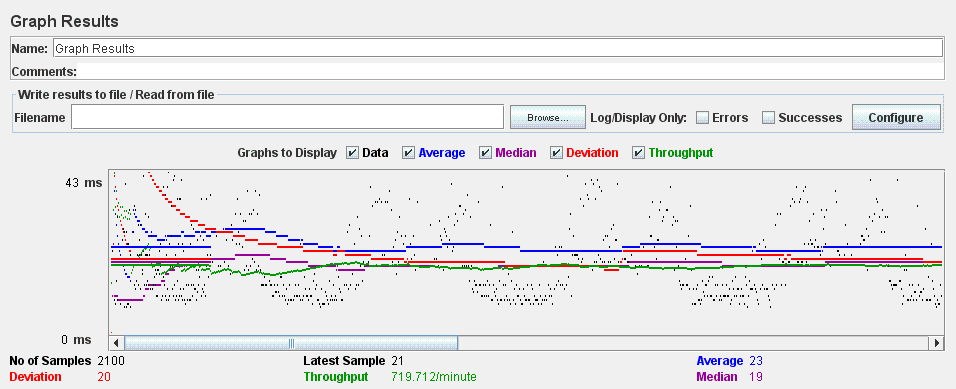 Graph Results
Name: Graph Results
Comments:
Write results to file / Read from file
Filename Browse... Log/Display Only: Errors Successes Configure
Graphs to Display Data Average Median Deviation Throughput
43 ms
0 ms
No of Samples 2100 Latest Sample 21 Average 23
Deviation 20 Throughput 719.712/minute Median 19